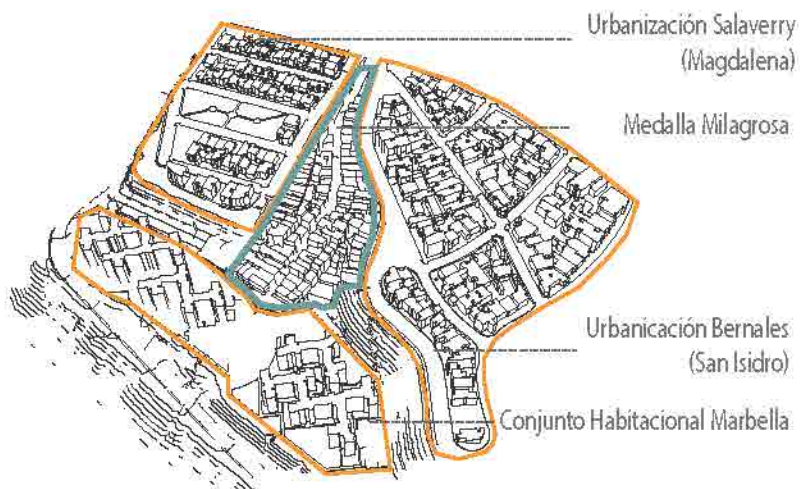 Urbanización Salaverry
(Magdalena)
Medalla Milagrosa
Urbanicación Bernales
(San Isidro)
Conjunto Habitacional Marbella